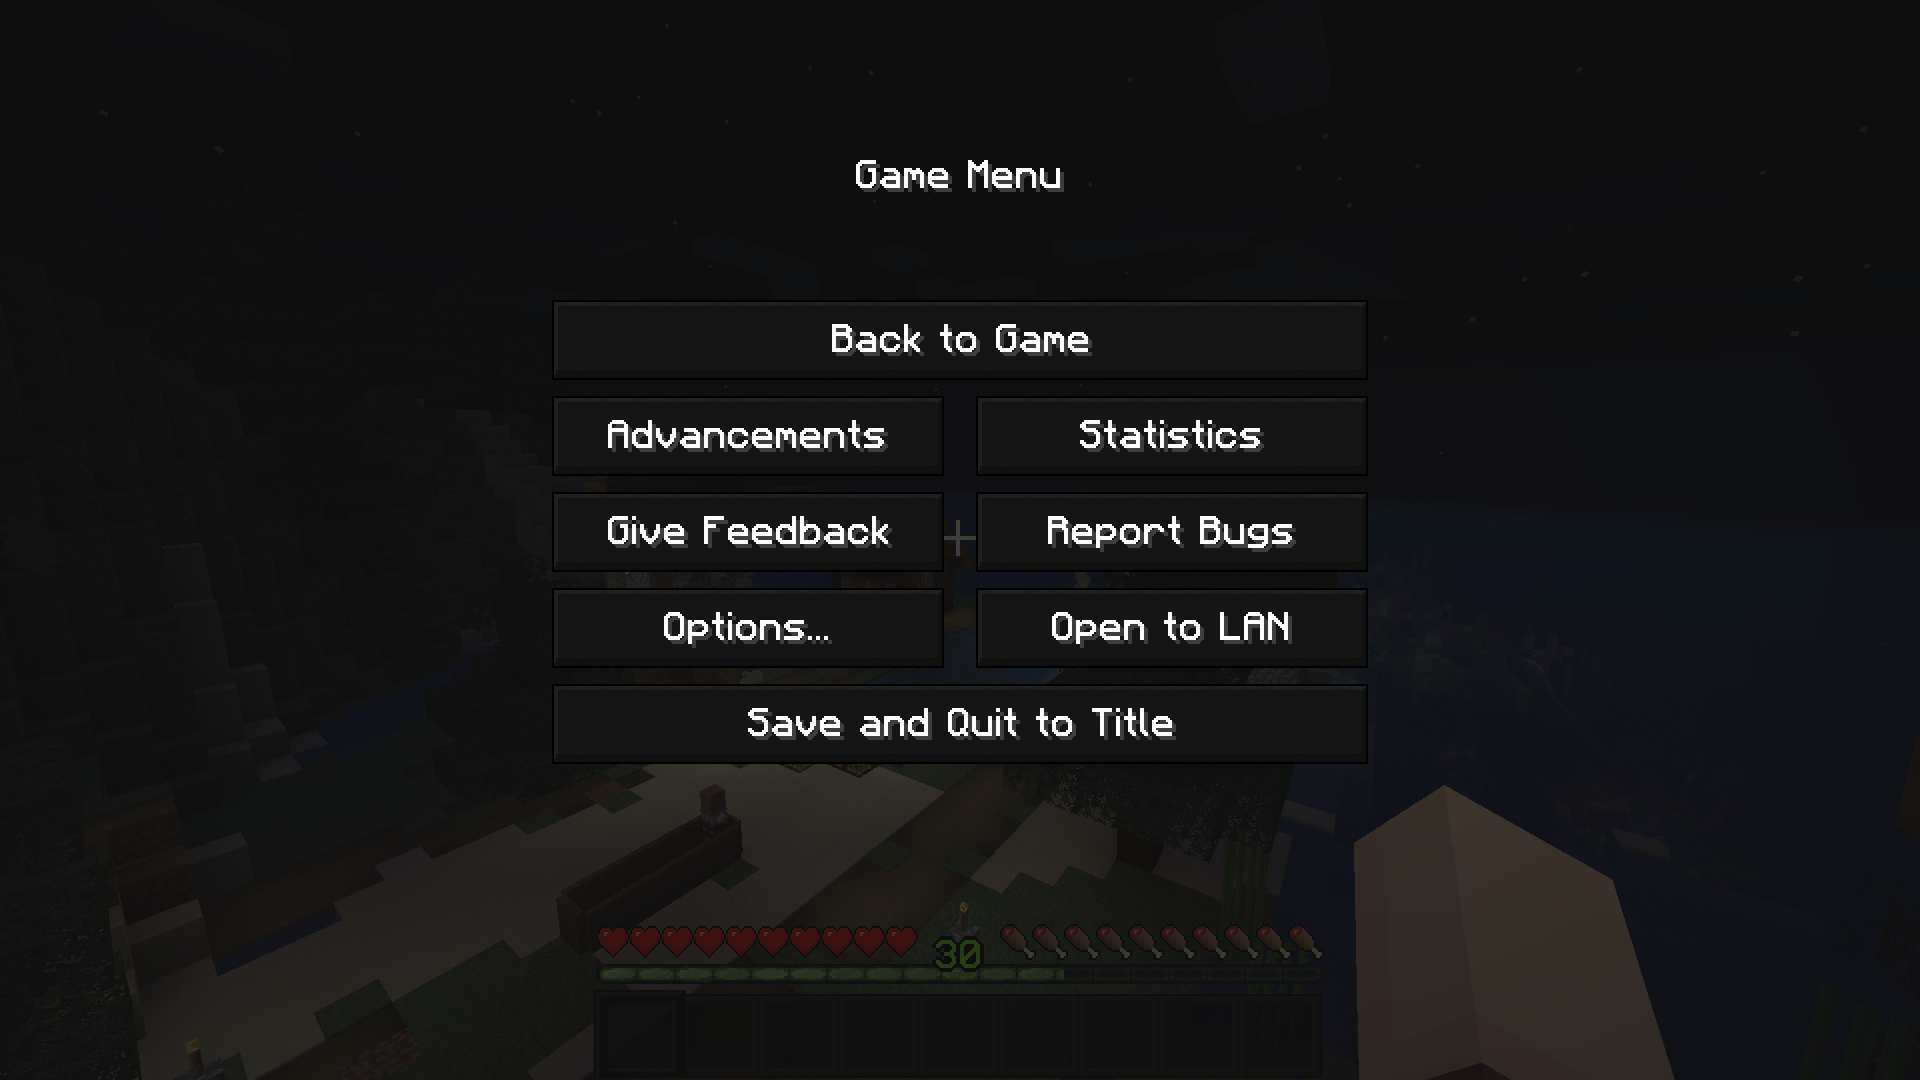 Game Menu
Back to Game
Advancements
Statistics
Give Feedback
Report Bugs
Options...
Open to LAN
Save and Quit to Title
30